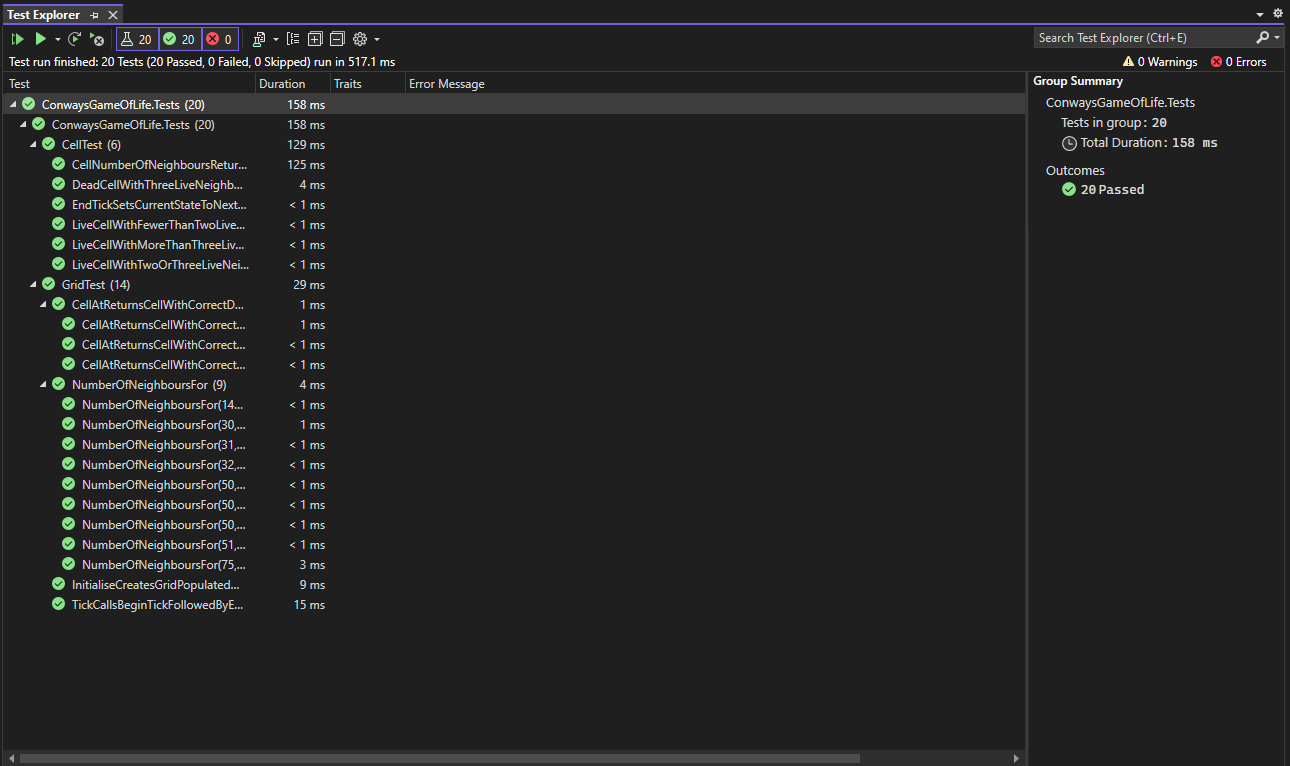 Test Explorer
20 20 0
Search Test Explorer (Ctrl+E)
Test run finished: 20 Tests (20 Passed, 0 Failed, 0 Skipped) run in 517.1 ms
0 Warnings 0 Errors
Test Duration Traits Error Message
ConwaysGameOfLife.Tests (20) 158 ms
ConwaysGameOfLife.Tests (20) 158 ms
CellTest (6) 129 ms
CellNumberOfNeighboursRetur... 125 ms
DeadCellWithThreeLiveNeighb... 4 ms
EndTickSetsCurrentStateToNext... < 1 ms
LiveCellWithFewerThanTwoLive... < 1 ms
LiveCellWithMoreThanThreeLiv... < 1 ms
LiveCellWithTwoOrThreeLiveNei... < 1 ms
GridTest (14) 29 ms
CellAtReturnsCellWithCorrectD... 1 ms
CellAtReturnsCellWithCorrect... 1 ms
CellAtReturnsCellWithCorrect... < 1 ms
CellAtReturnsCellWithCorrect... < 1 ms
NumberOfNeighboursFor (9) 4 ms
NumberOfNeighboursFor(14... < 1 ms
NumberOfNeighboursFor(30,... 1 ms
NumberOfNeighboursFor(31,... < 1 ms
NumberOfNeighboursFor(32,... < 1 ms
NumberOfNeighboursFor(50,... < 1 ms
NumberOfNeighboursFor(50,... < 1 ms
NumberOfNeighboursFor(50,... < 1 ms
NumberOfNeighboursFor(51,... < 1 ms
NumberOfNeighboursFor(75,... 3 ms
InitialiseCreatesGridPopulated... 9 ms
TickCallsBeginTickFollowedByE... 15 ms
Group Summary
ConwaysGameOfLife.Tests
Tests in group: 20
Total Duration: 158 ms
Outcomes
20 Passed